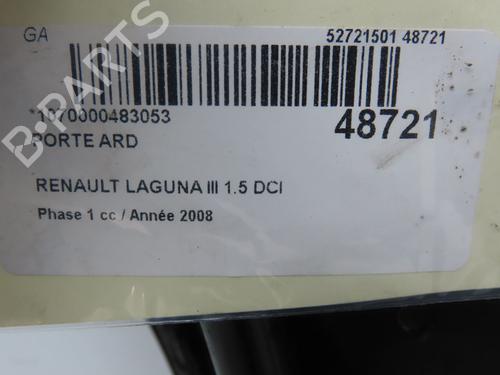 GA
52721501 48721
*1070000483053
48721
PORTE ARD
RENAULT LAGUNA III 1.5 DCI
Phase 1 cc / Année 2008
B-PARTS